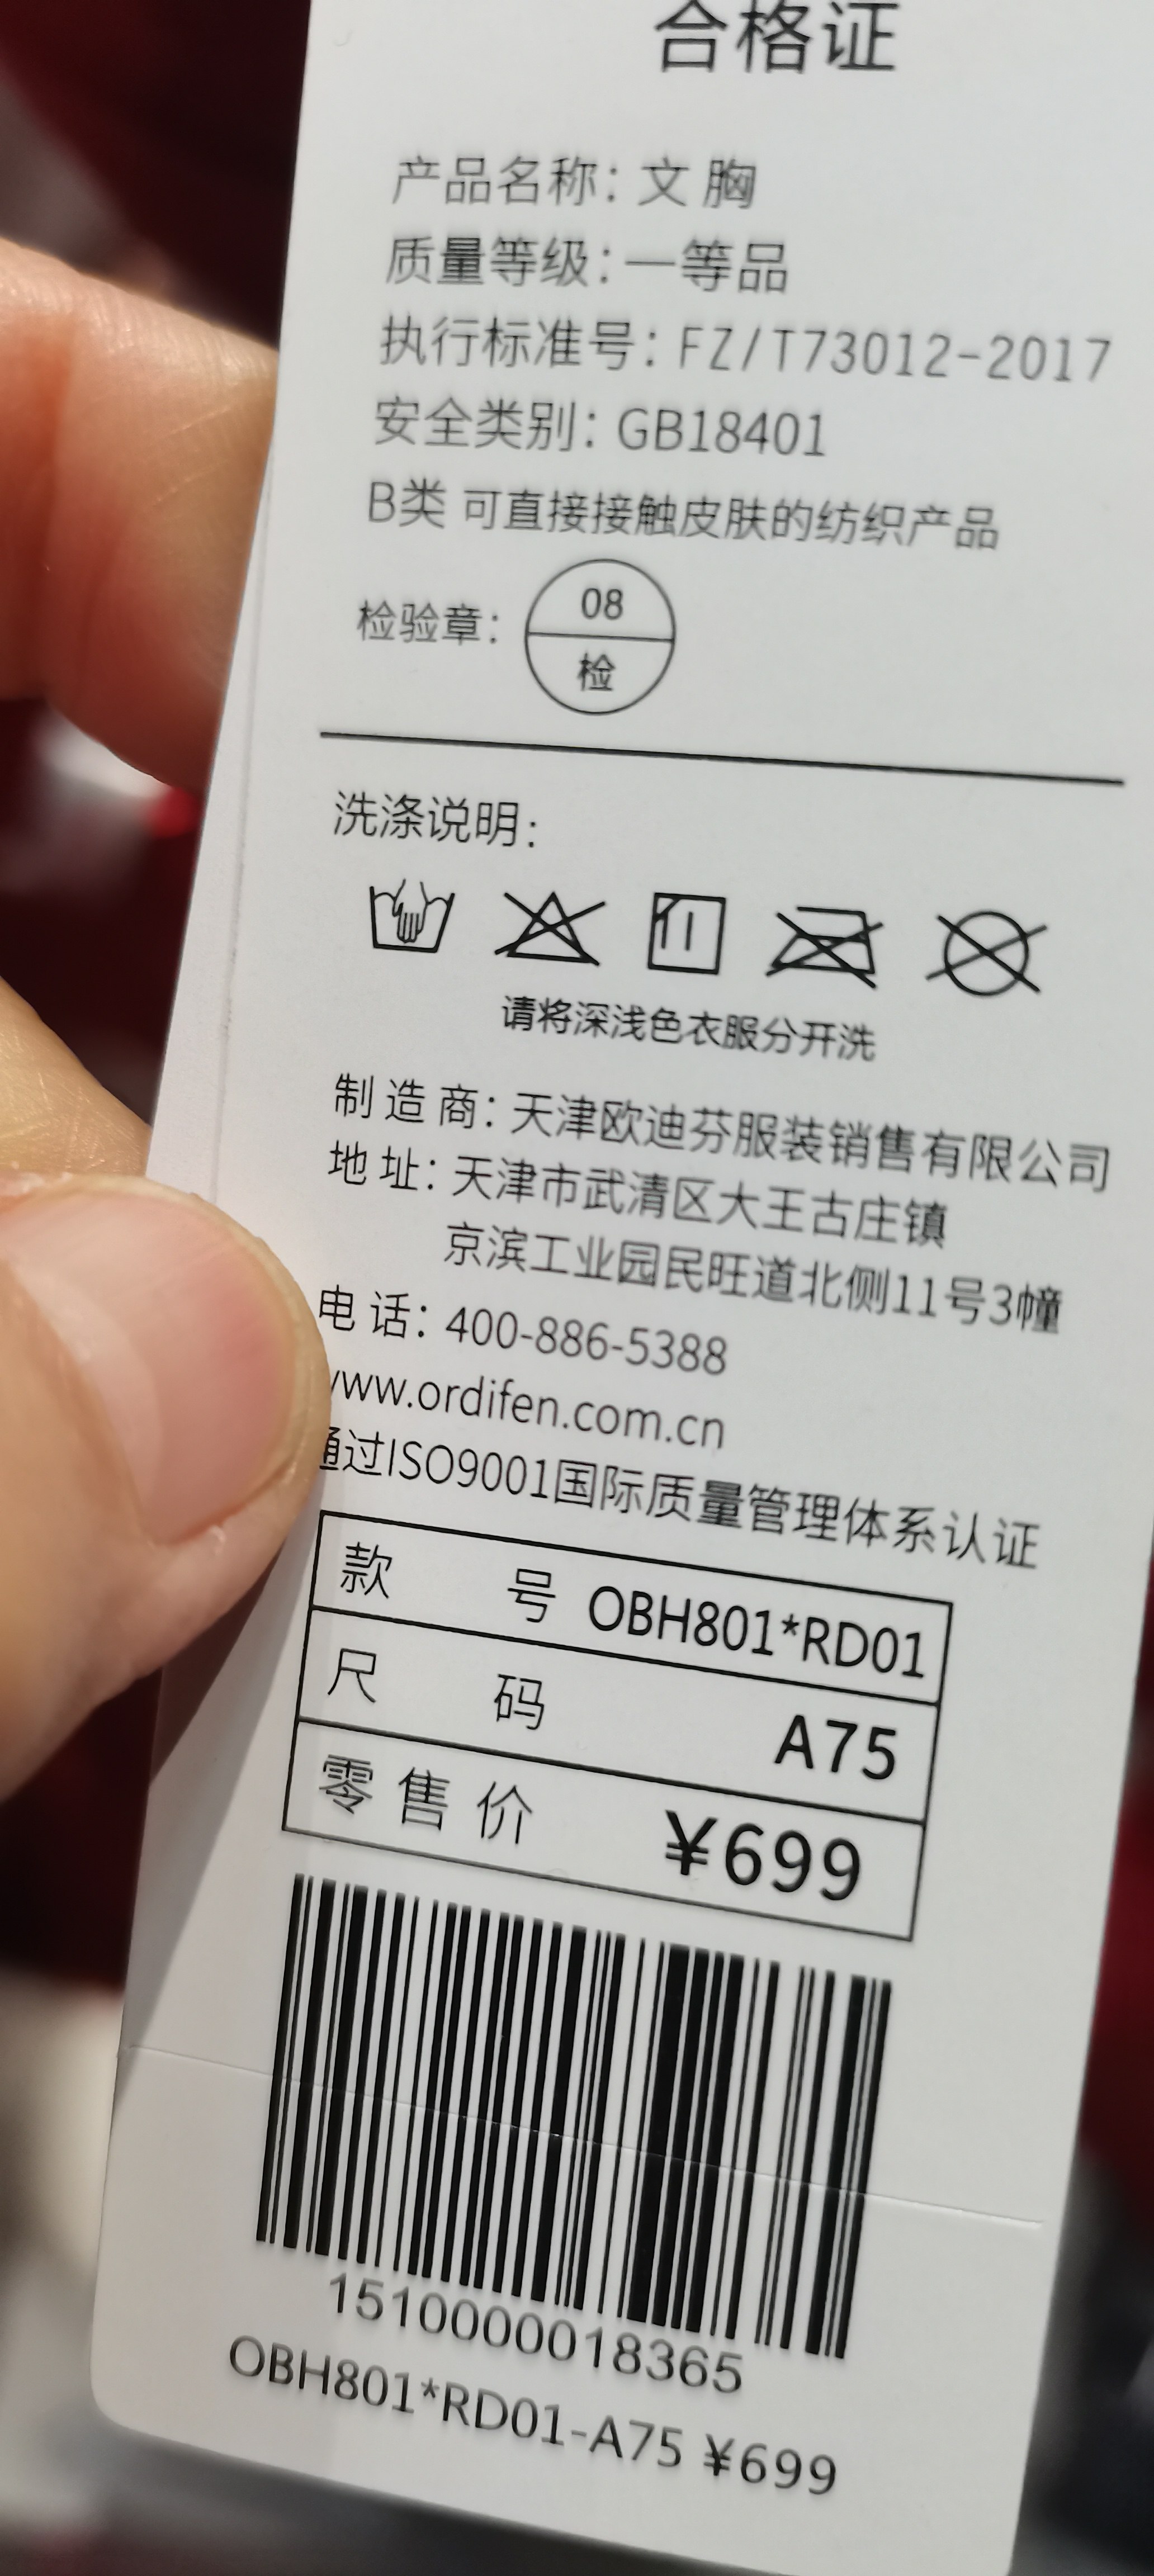 合格证
产品名称：文 胸
质量等级：一等品
执行标准号：FZ/T73012-2017
安全类别：GB18401
B类 可直接接触皮肤的纺织产品
检验章：
08
检
洗涤说明：
请将深浅色衣服分开洗
制 造 商：天津欧迪芬服装销售有限公司
地 址：天津市武清区大王古庄镇
京滨工业园民旺道北侧11号3幢
电 话：400-886-5388
www.ordifen.com.cn
通过ISO9001国际质量管理体系认证
款 号 OBH801*RD01
尺 码 A75
零 售 价 ¥699
1510000018365
OBH801*RD01-A75 ¥699